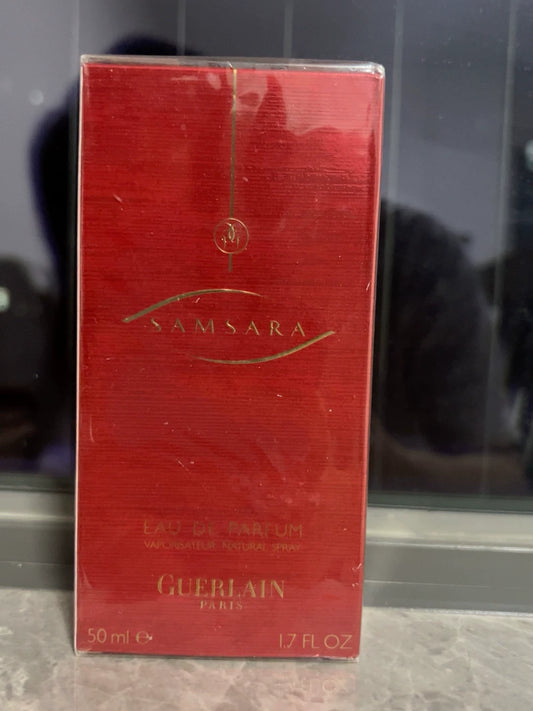 SAMSARA
EAU DE PARFUM
VAPORISATEUR NATURAL SPRAY
GUERLAIN
PARIS
50 ml ℮ 1.7 FL OZ